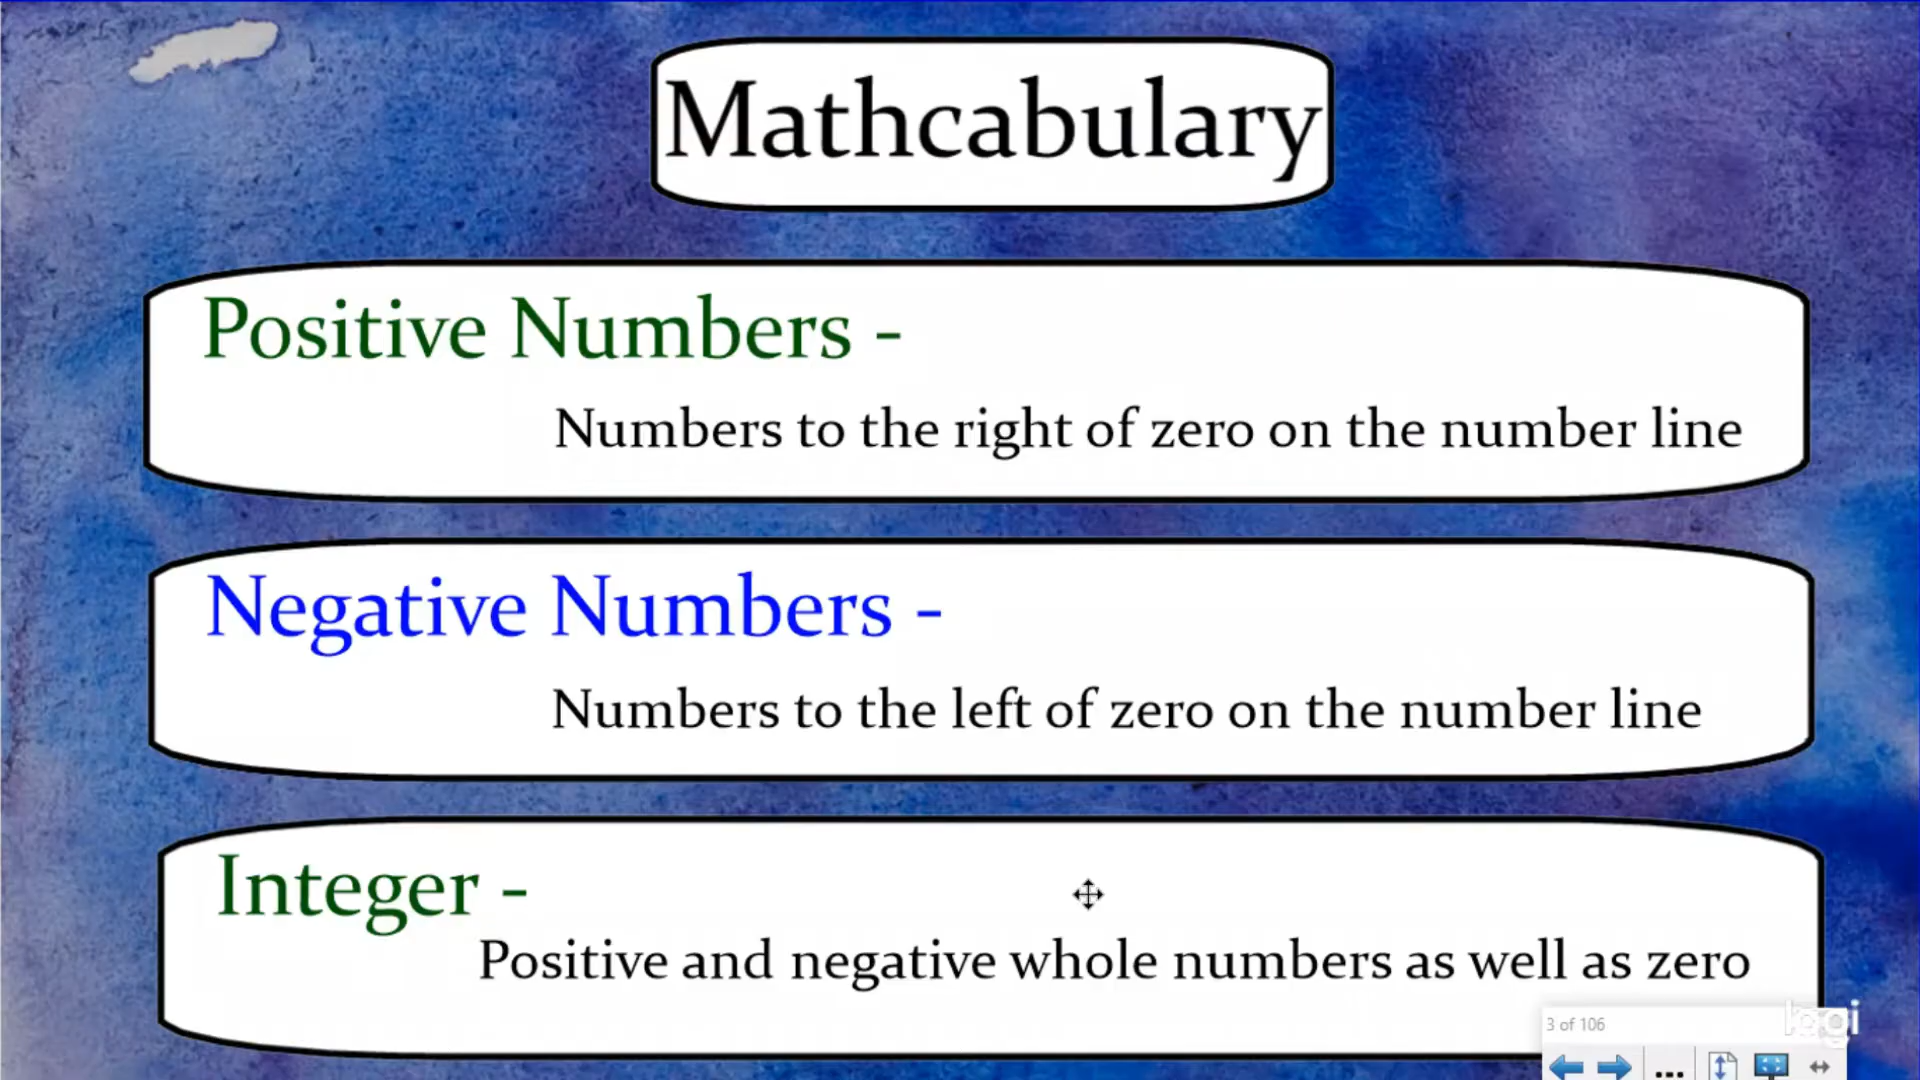 Mathcabulary
Positive Numbers -
Numbers to the right of zero on the number line
Negative Numbers -
Numbers to the left of zero on the number line
Integer -
Positive and negative whole numbers as well as zero
3 of 106
logi